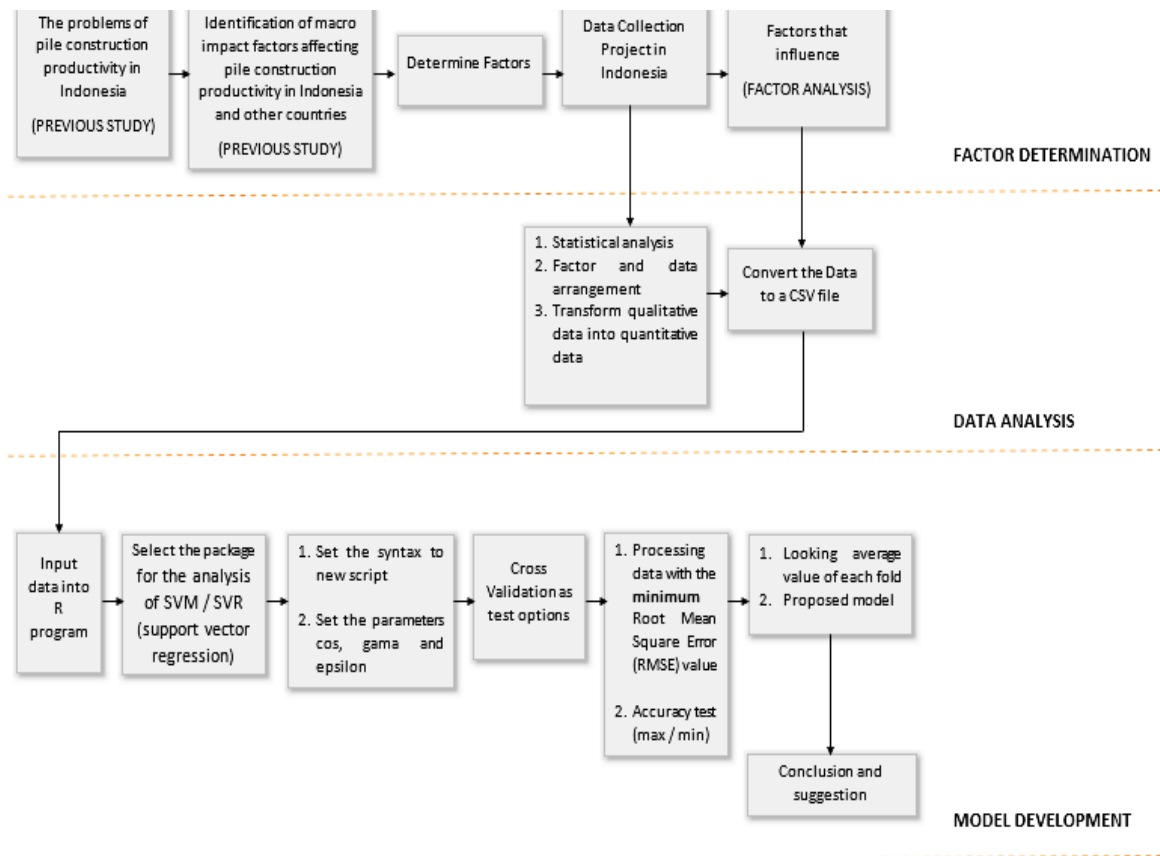 The problems of
pile construction
productivity in
Indonesia
(PREVIOUS STUDY)
Identification of macro
impact factors affecting
pile construction
productivity in Indonesia
and other countries
(PREVIOUS STUDY)
Determine Factors
Data Collection
Project in
Indonesia
Factors that
influence
(FACTOR ANALYSIS)
FACTOR DETERMINATION
1. Statistical analysis
2. Factor and data
arrangement
3. Transform qualitative
data into quantitative
data
Convert the Data
to a CSV file
DATA ANALYSIS
Input
data into
R
program
Select the package
for the analysis
of SVM / SVR
(support vector
regression)
1. Set the syntax to
new script
2. Set the parameters
cos, gama and
epsilon
Cross
Validation as
test options
1. Processing
data with the
minimum
Root Mean
Square Error
(RMSE) value
2. Accuracy test
(max / min)
1. Looking average
value of each fold
2. Proposed model
Conclusion and
suggestion
MODEL DEVELOPMENT